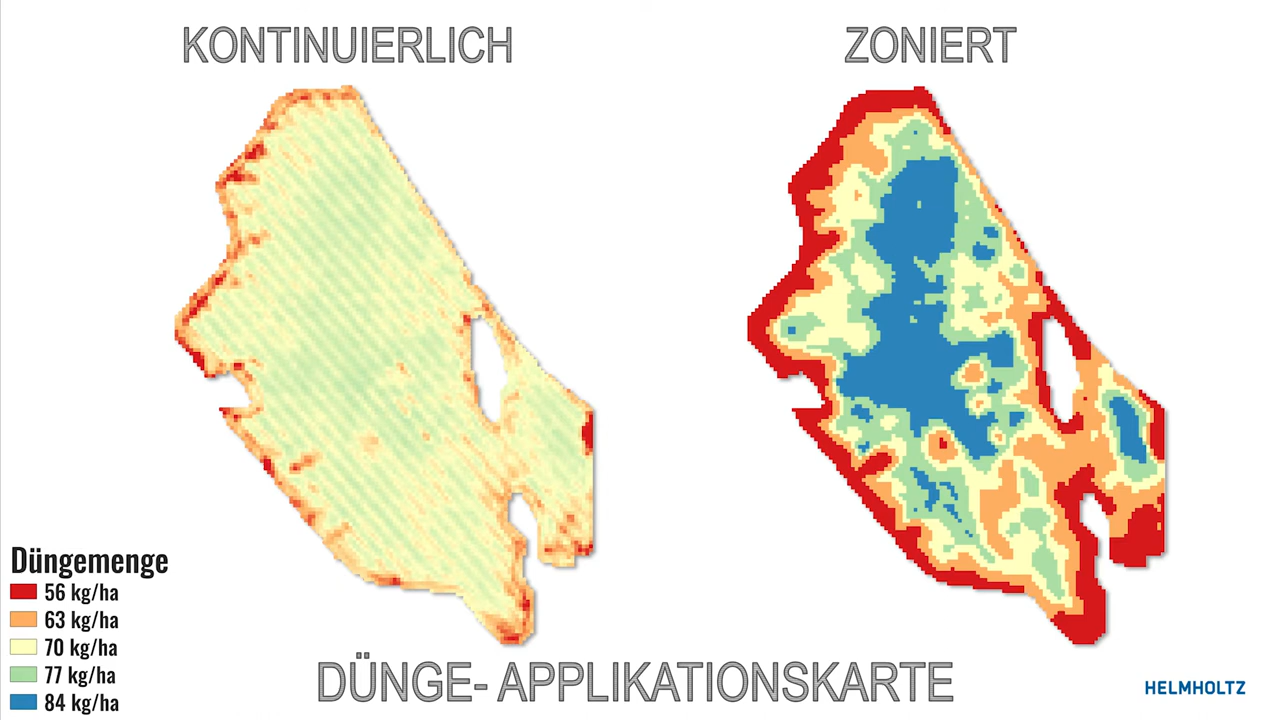 KONTINUIERLICH
ZONIERT
Düngemenge
56 kg/ha
63 kg/ha
70 kg/ha
77 kg/ha
84 kg/ha
DÜNGE- APPLIKATIONSKARTE
HELMHOLTZ